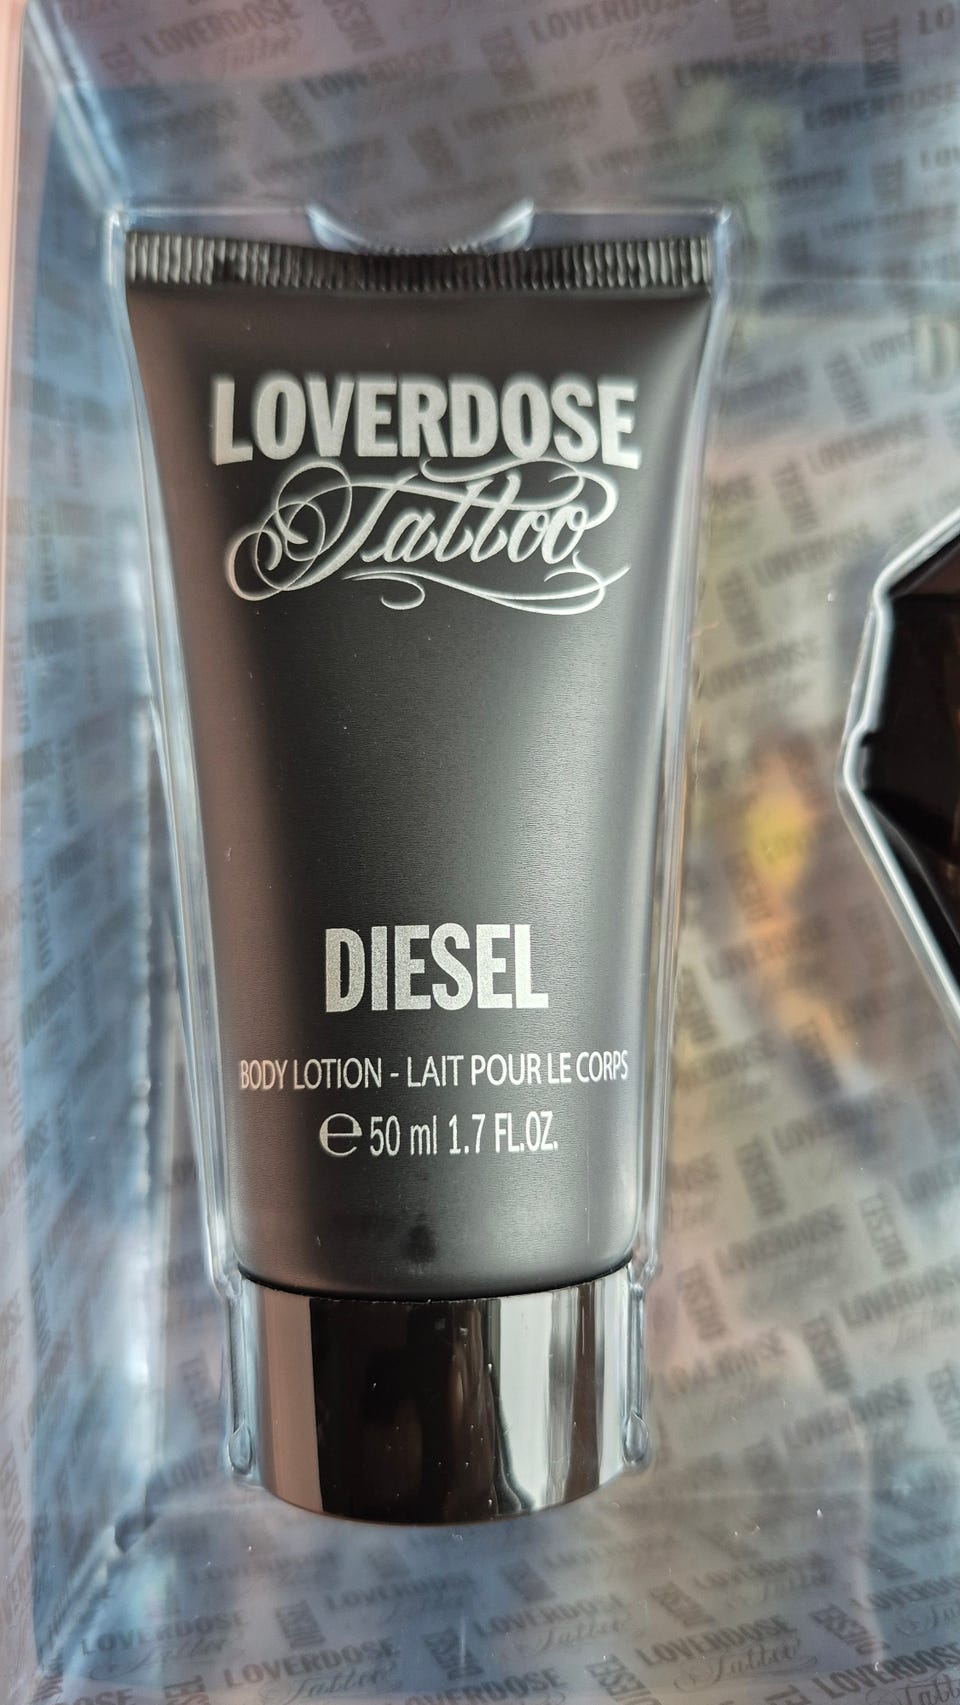 LOVERDOSE
Tattoo
DIESEL
BODY LOTION - LAIT POUR LE CORPS
℮ 50 ml 1.7 FL.OZ.